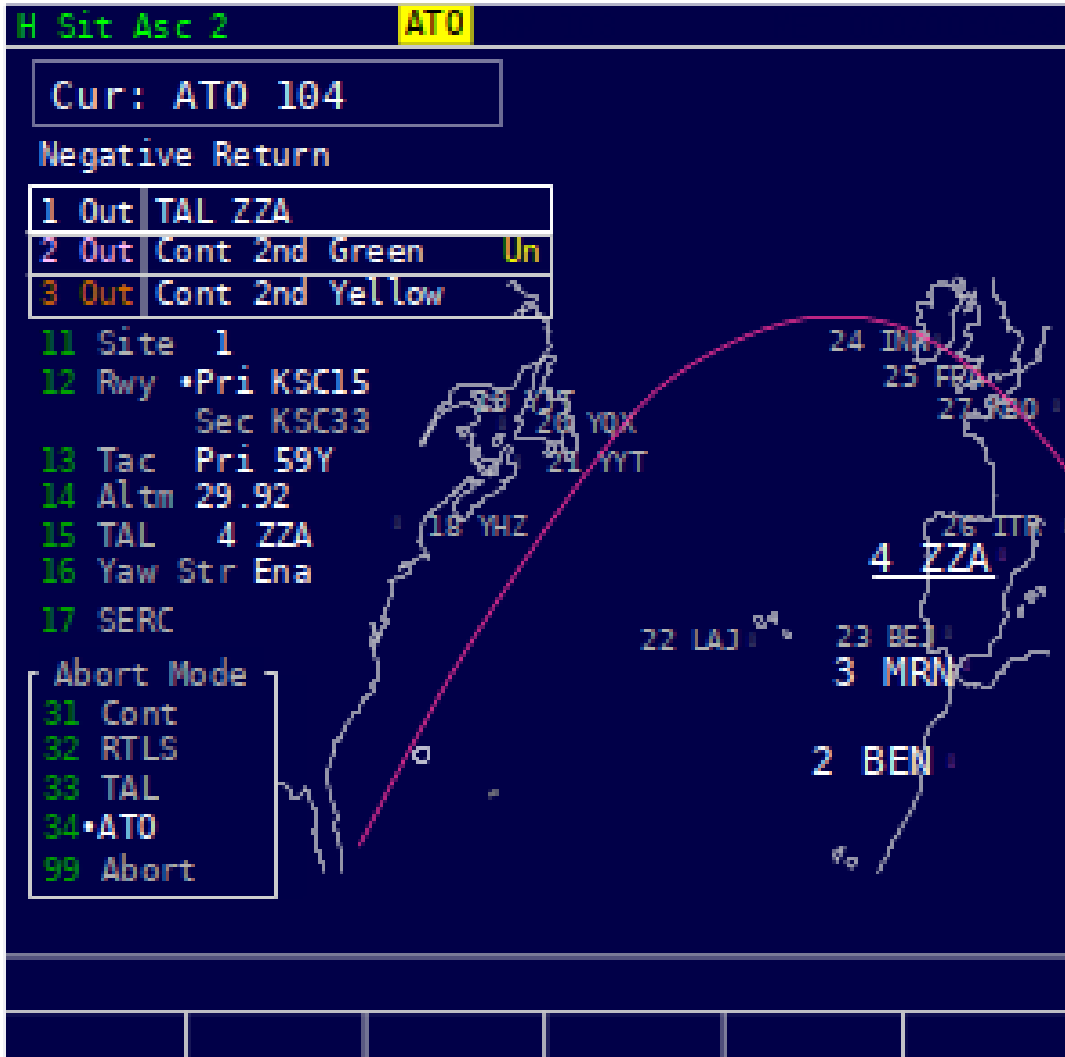 H Sit Asc 2 ATO
Cur: ATO 104
Negative Return
1 Out TAL ZZA
2 Out Cont 2nd Green Un
3 Out Cont 2nd Yellow
11 Site 1
12 Rwy •Pri KSC15
Sec KSC33
13 Tac Pri 59Y
14 Altm 29.92
15 TAL 4 ZZA
16 Yaw Str Ena
17 SERC
Abort Mode
31 Cont
32 RTLS
33 TAL
34•ATO
99 Abort
24 INN
25 FRA
20 YQX
21 YYT
18 YHZ
4 ZZA
22 LAJ
23 BEJ
3 MRN
2 BEN